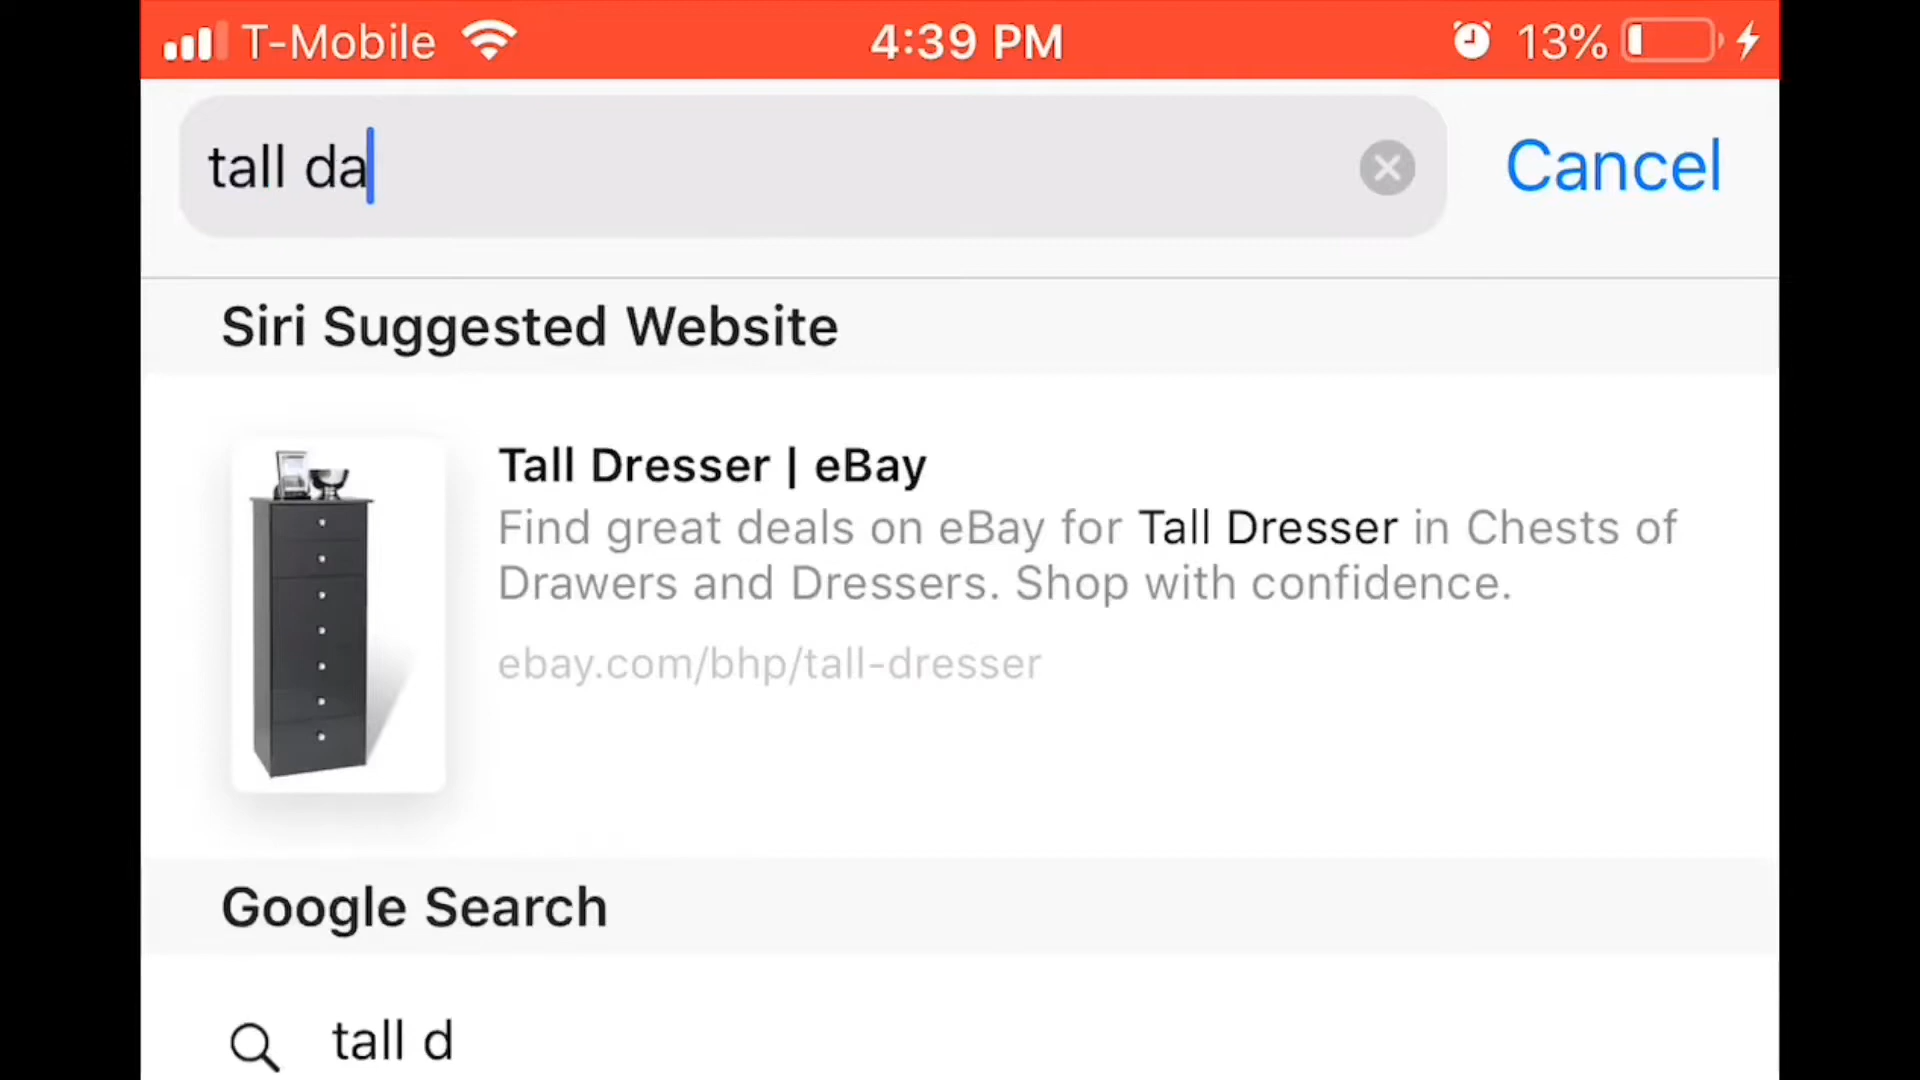 T-Mobile 4:39 PM 13%
tall da Cancel
Siri Suggested Website
Tall Dresser | eBay
Find great deals on eBay for Tall Dresser in Chests of
Drawers and Dressers. Shop with confidence.
ebay.com/bhp/tall-dresser
Google Search
tall d